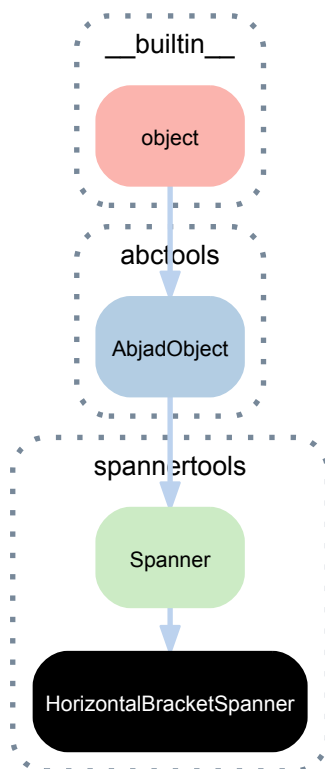 __builtin__
object
abctools
AbjadObject
spannertools
Spanner
HorizontalBracketSpanner